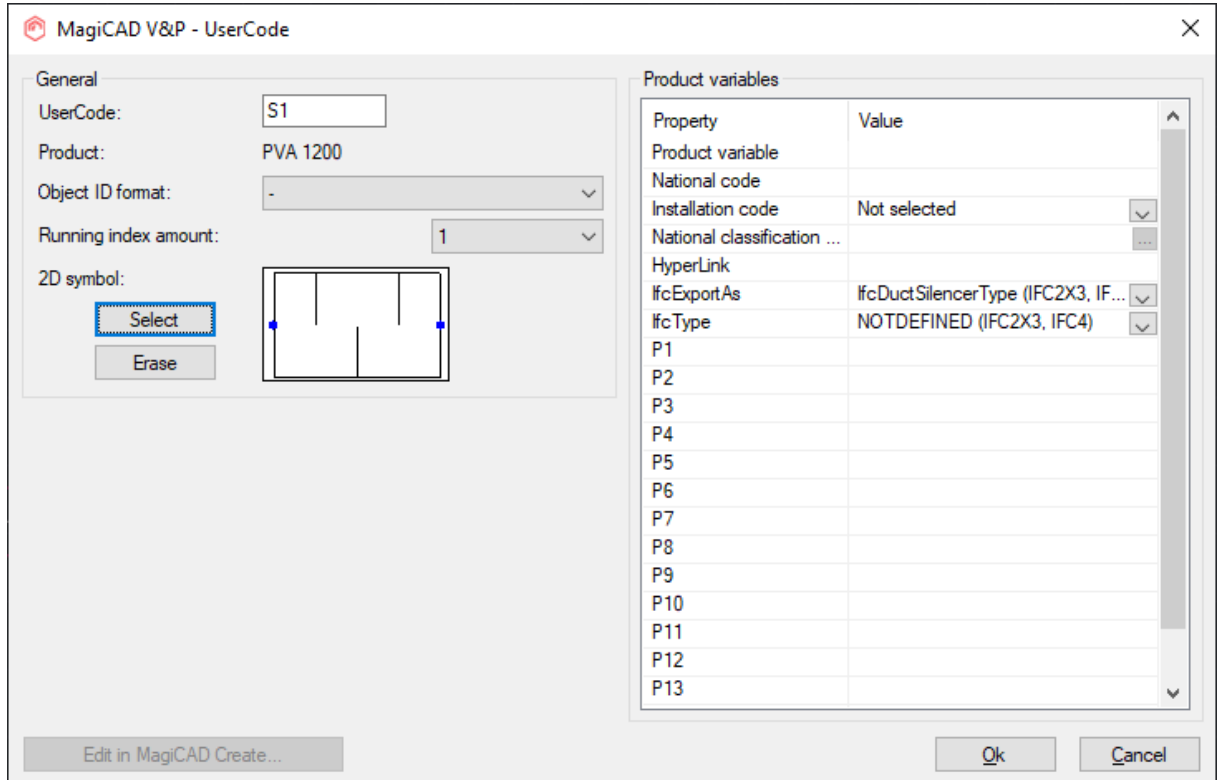 MagiCAD V&P - UserCode
General
UserCode:
S1
Product:
PVA 1200
Object ID format:
-
Running index amount:
1
2D symbol:
Select
Erase
Product variables
Property Value
Product variable
National code
Installation code Not selected
National classification ... ...
HyperLink
IfcExportAs IfcDuctSilencerType (IFC2X3, IF...
IfcType NOTDEFINED (IFC2X3, IFC4)
P1
P2
P3
P4
P5
P6
P7
P8
P9
P10
P11
P12
P13
Edit in MagiCAD Create...
Ok
Cancel